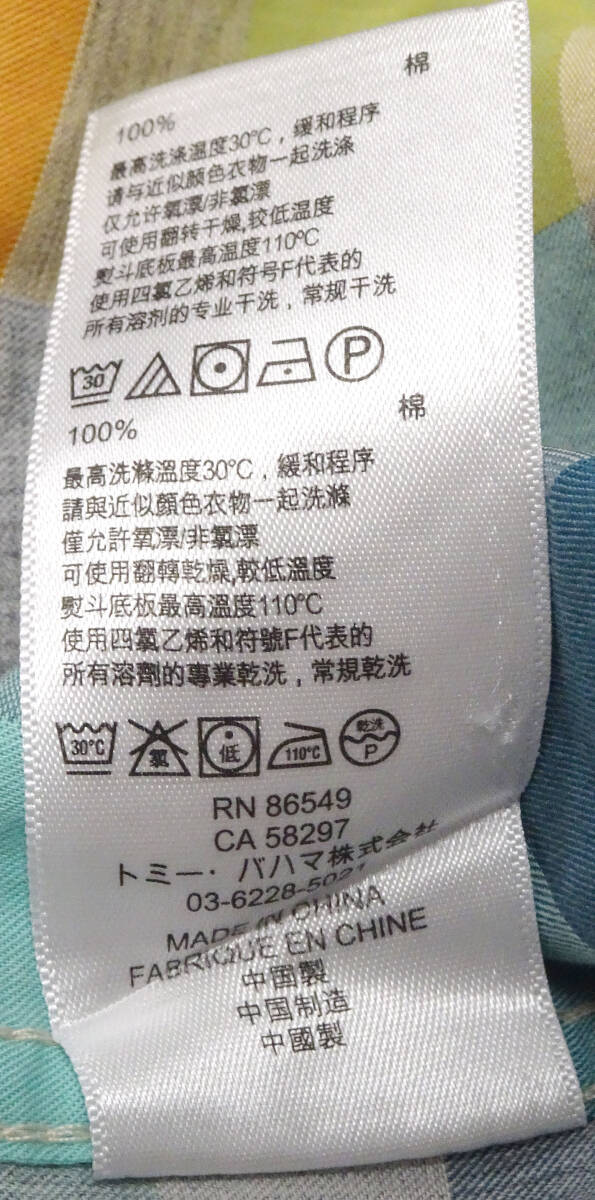 100% 棉
最高洗涤温度30°C，缓和程序
请与近似颜色衣物一起洗涤
仅允许氧漂/非氯漂
可使用翻转干燥,较低温度
熨斗底板最高温度110°C
使用四氯乙烯和符号F代表的
所有溶剂的专业干洗，常规干洗
30 P
100% 棉
最高洗滌溫度30°C，緩和程序
請與近似顏色衣物一起洗滌
僅允許氧漂/非氯漂
可使用翻轉乾燥,較低溫度
熨斗底板最高溫度110°C
使用四氯乙烯和符號F代表的
所有溶劑的專業乾洗，常規乾洗
30°C 氯 低 110°C 乾洗 P
RN 86549
CA 58297
トミー・バハマ株式会社
03-6228-5021
MADE IN CHINA
FABRIQUE EN CHINE
中国製
中国制造
中國製